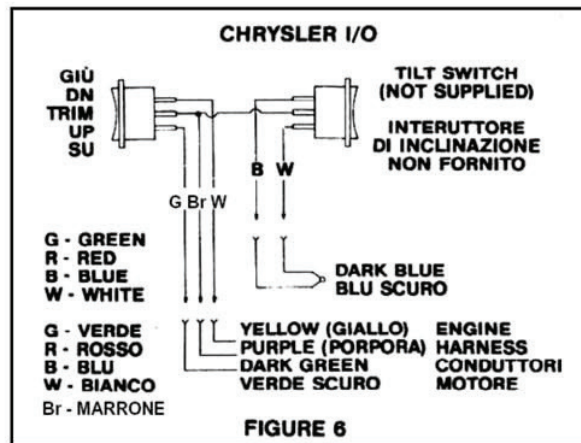 CHRYSLER I/O
GIÙ
DN
TRIM
UP
SU
TILT SWITCH
(NOT SUPPLIED)
INTERUTTORE
DI INCLINAZIONE
NON FORNITO
B W
G Br W
G - GREEN
R - RED
B - BLUE
W - WHITE
DARK BLUE
BLU SCURO
G - VERDE
R - ROSSO
B - BLU
W - BIANCO
Br - MARRONE
YELLOW (GIALLO) ENGINE
PURPLE (PORPORA) HARNESS
DARK GREEN CONDUTTORI
VERDE SCURO MOTORE
FIGURE 6